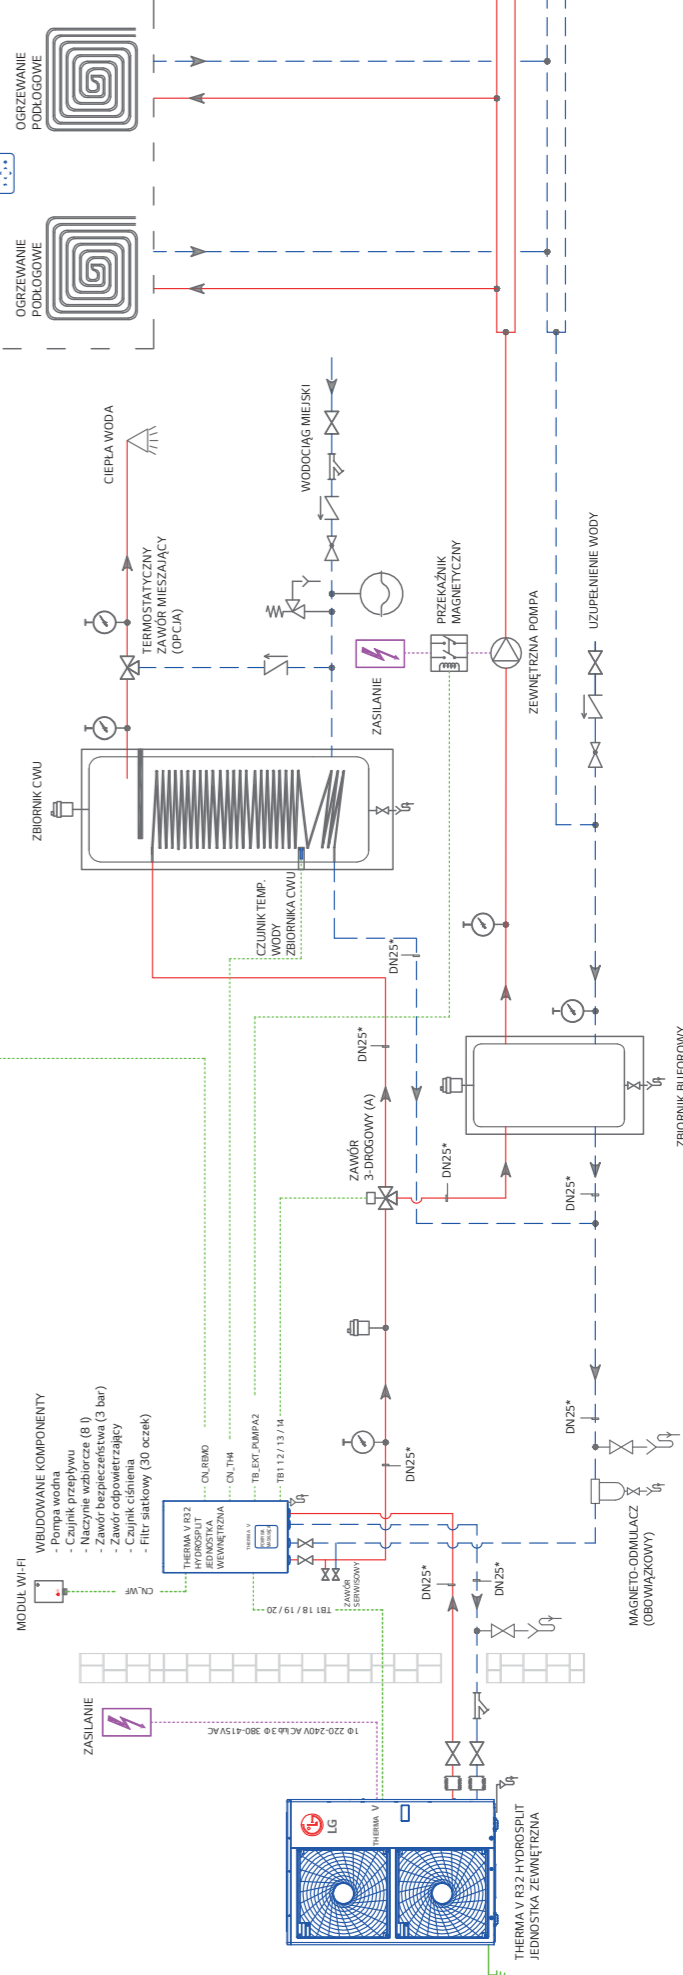 OGRZEWANIE
PODŁOGOWE
OGRZEWANIE
PODŁOGOWE
CIEPŁA WODA
WODOCIĄG MIEJSKI
TERMOSTATYCZNY
ZAWÓR MIESZAJĄCY
(OPCJA)
PRZEKAŹNIK
MAGNETYCZNY
UZUPEŁNIENIE WODY
ZEWNĘTRZNA POMPA
ZASILANIE
ZBIORNIK CWU
CZUJNIK TEMP.
WODY
ZBIORNIKA CWU
DN25*
DN25*
ZAWÓR
3-DROGOWY (A)
DN25*
DN25*
ZBIORNIK BUFOROWY
DN25*
DN25*
MODUŁ WI-FI
WBUDOWANE KOMPONENTY
- Pompa wodna
- Czujnik przepływu
- Naczynie wzbiorcze (8 l)
- Zawór bezpieczeństwa (3 bar)
- Zawór odpowietrzający
- Czujnik ciśnienia
- Filtr siatkowy (30 oczek)
CN_REMO
CN_TH4
TB_EXT_PUMPA2
TB1 12 / 13 / 14
THERMA V R32
HYDROSPLIT
JEDNOSTKA
WEWNĘTRZNA
THERMA V
CN_WF
TB1 18 / 19 / 20
ZAWÓR
SERWISOWY
DN25*
DN25*
MAGNETO-ODMULACZ
(OBOWIĄZKOWY)
ZASILANIE
1Φ 220-240V AC lub 3Φ 380-415VAC
LG
THERMA V
THERMA V R32 HYDROSPLIT
JEDNOSTKA ZEWNĘTRZNA